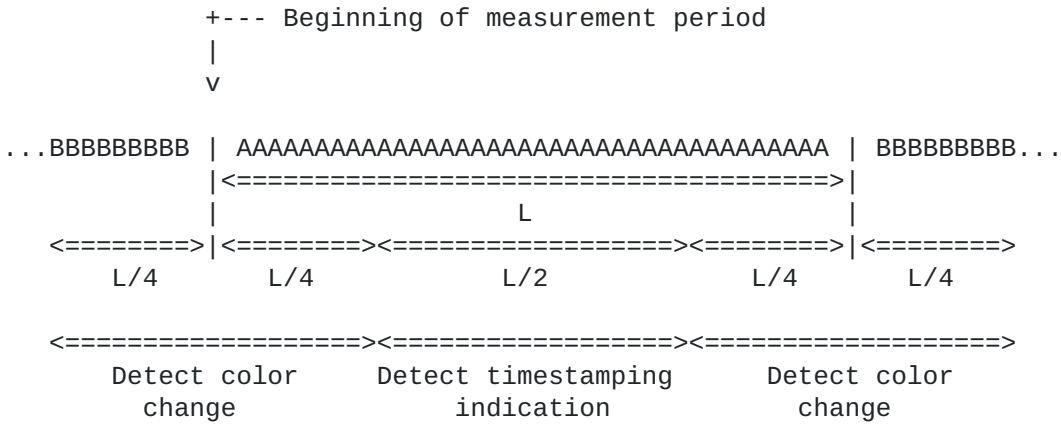 +--- Beginning of measurement period
|
v
...BBBBBBBBB | AAAAAAAAAAAAAAAAAAAAAAAAAAAAAAAAAAAAAA | BBBBBBBBB...
|<======================================>|
| L |
<========>|<========><==================><========>|<========>
L/4 L/4 L/2 L/4 L/4
<===================><==================><===================>
Detect color Detect timestamping Detect color
change indication change